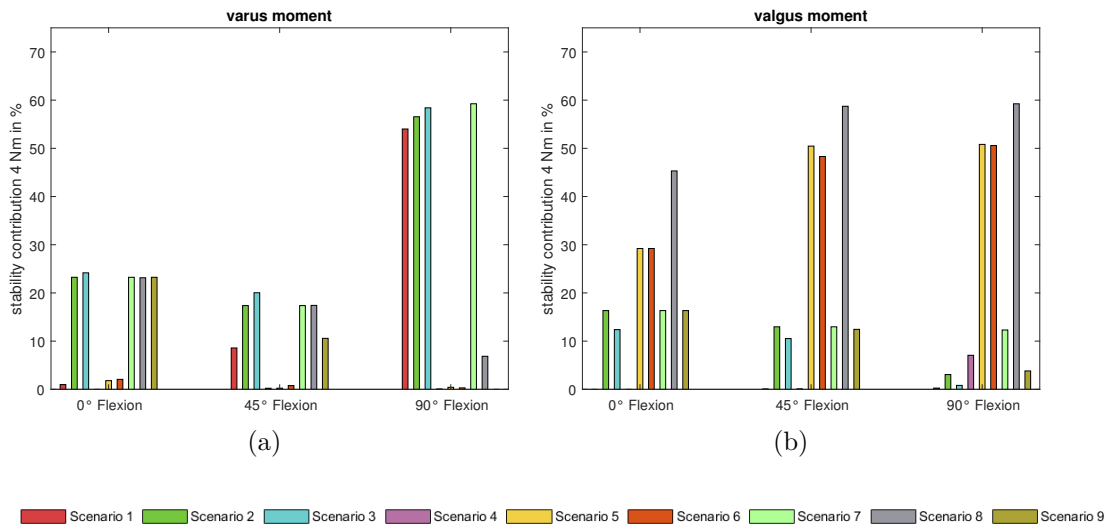 varus moment
stability contribution 4 Nm in %
70
60
50
40
30
20
10
0
0° Flexion 45° Flexion 90° Flexion
(a)
valgus moment
stability contribution 4 Nm in %
70
60
50
40
30
20
10
0
0° Flexion 45° Flexion 90° Flexion
(b)
Scenario 1 Scenario 2 Scenario 3 Scenario 4 Scenario 5 Scenario 6 Scenario 7 Scenario 8 Scenario 9